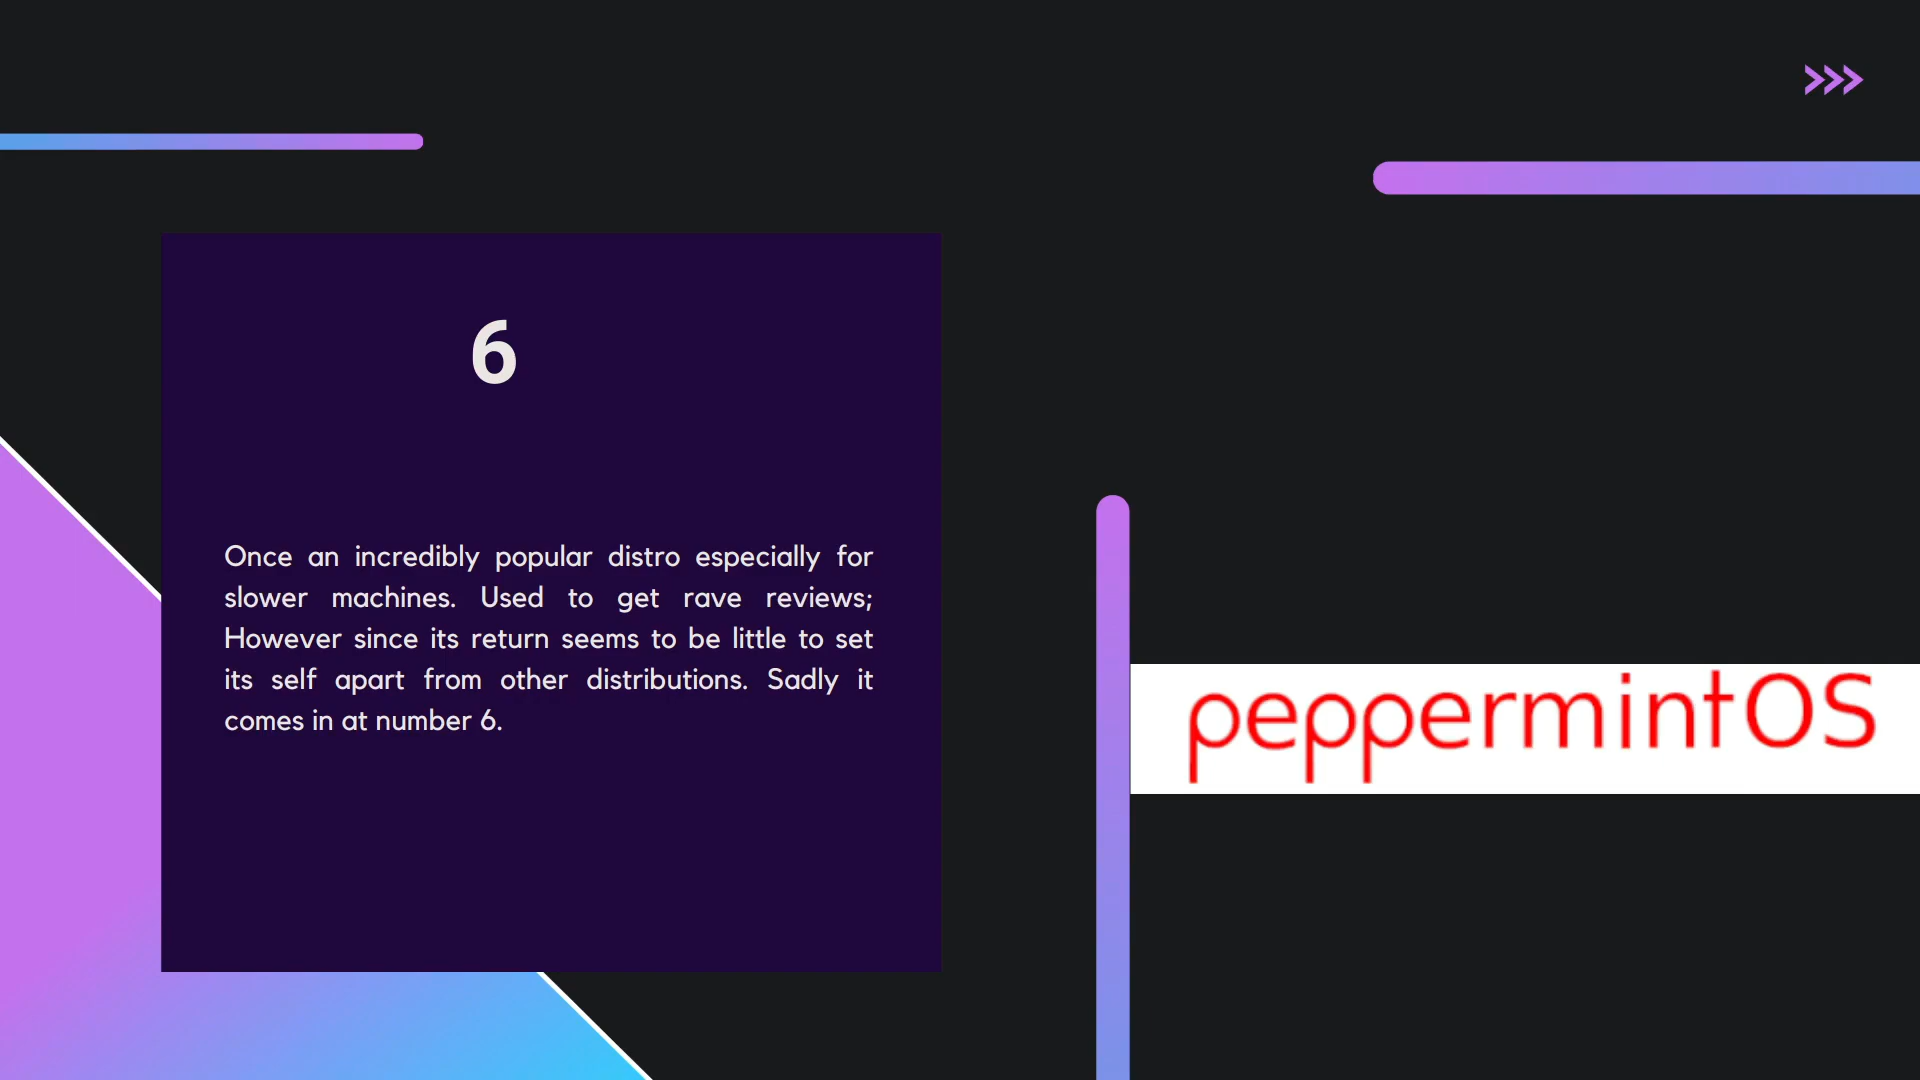 6
Once an incredibly popular distro especially for
slower machines. Used to get rave reviews;
However since its return seems to be little to set
its self apart from other distributions. Sadly it
comes in at number 6.
peppermintOS